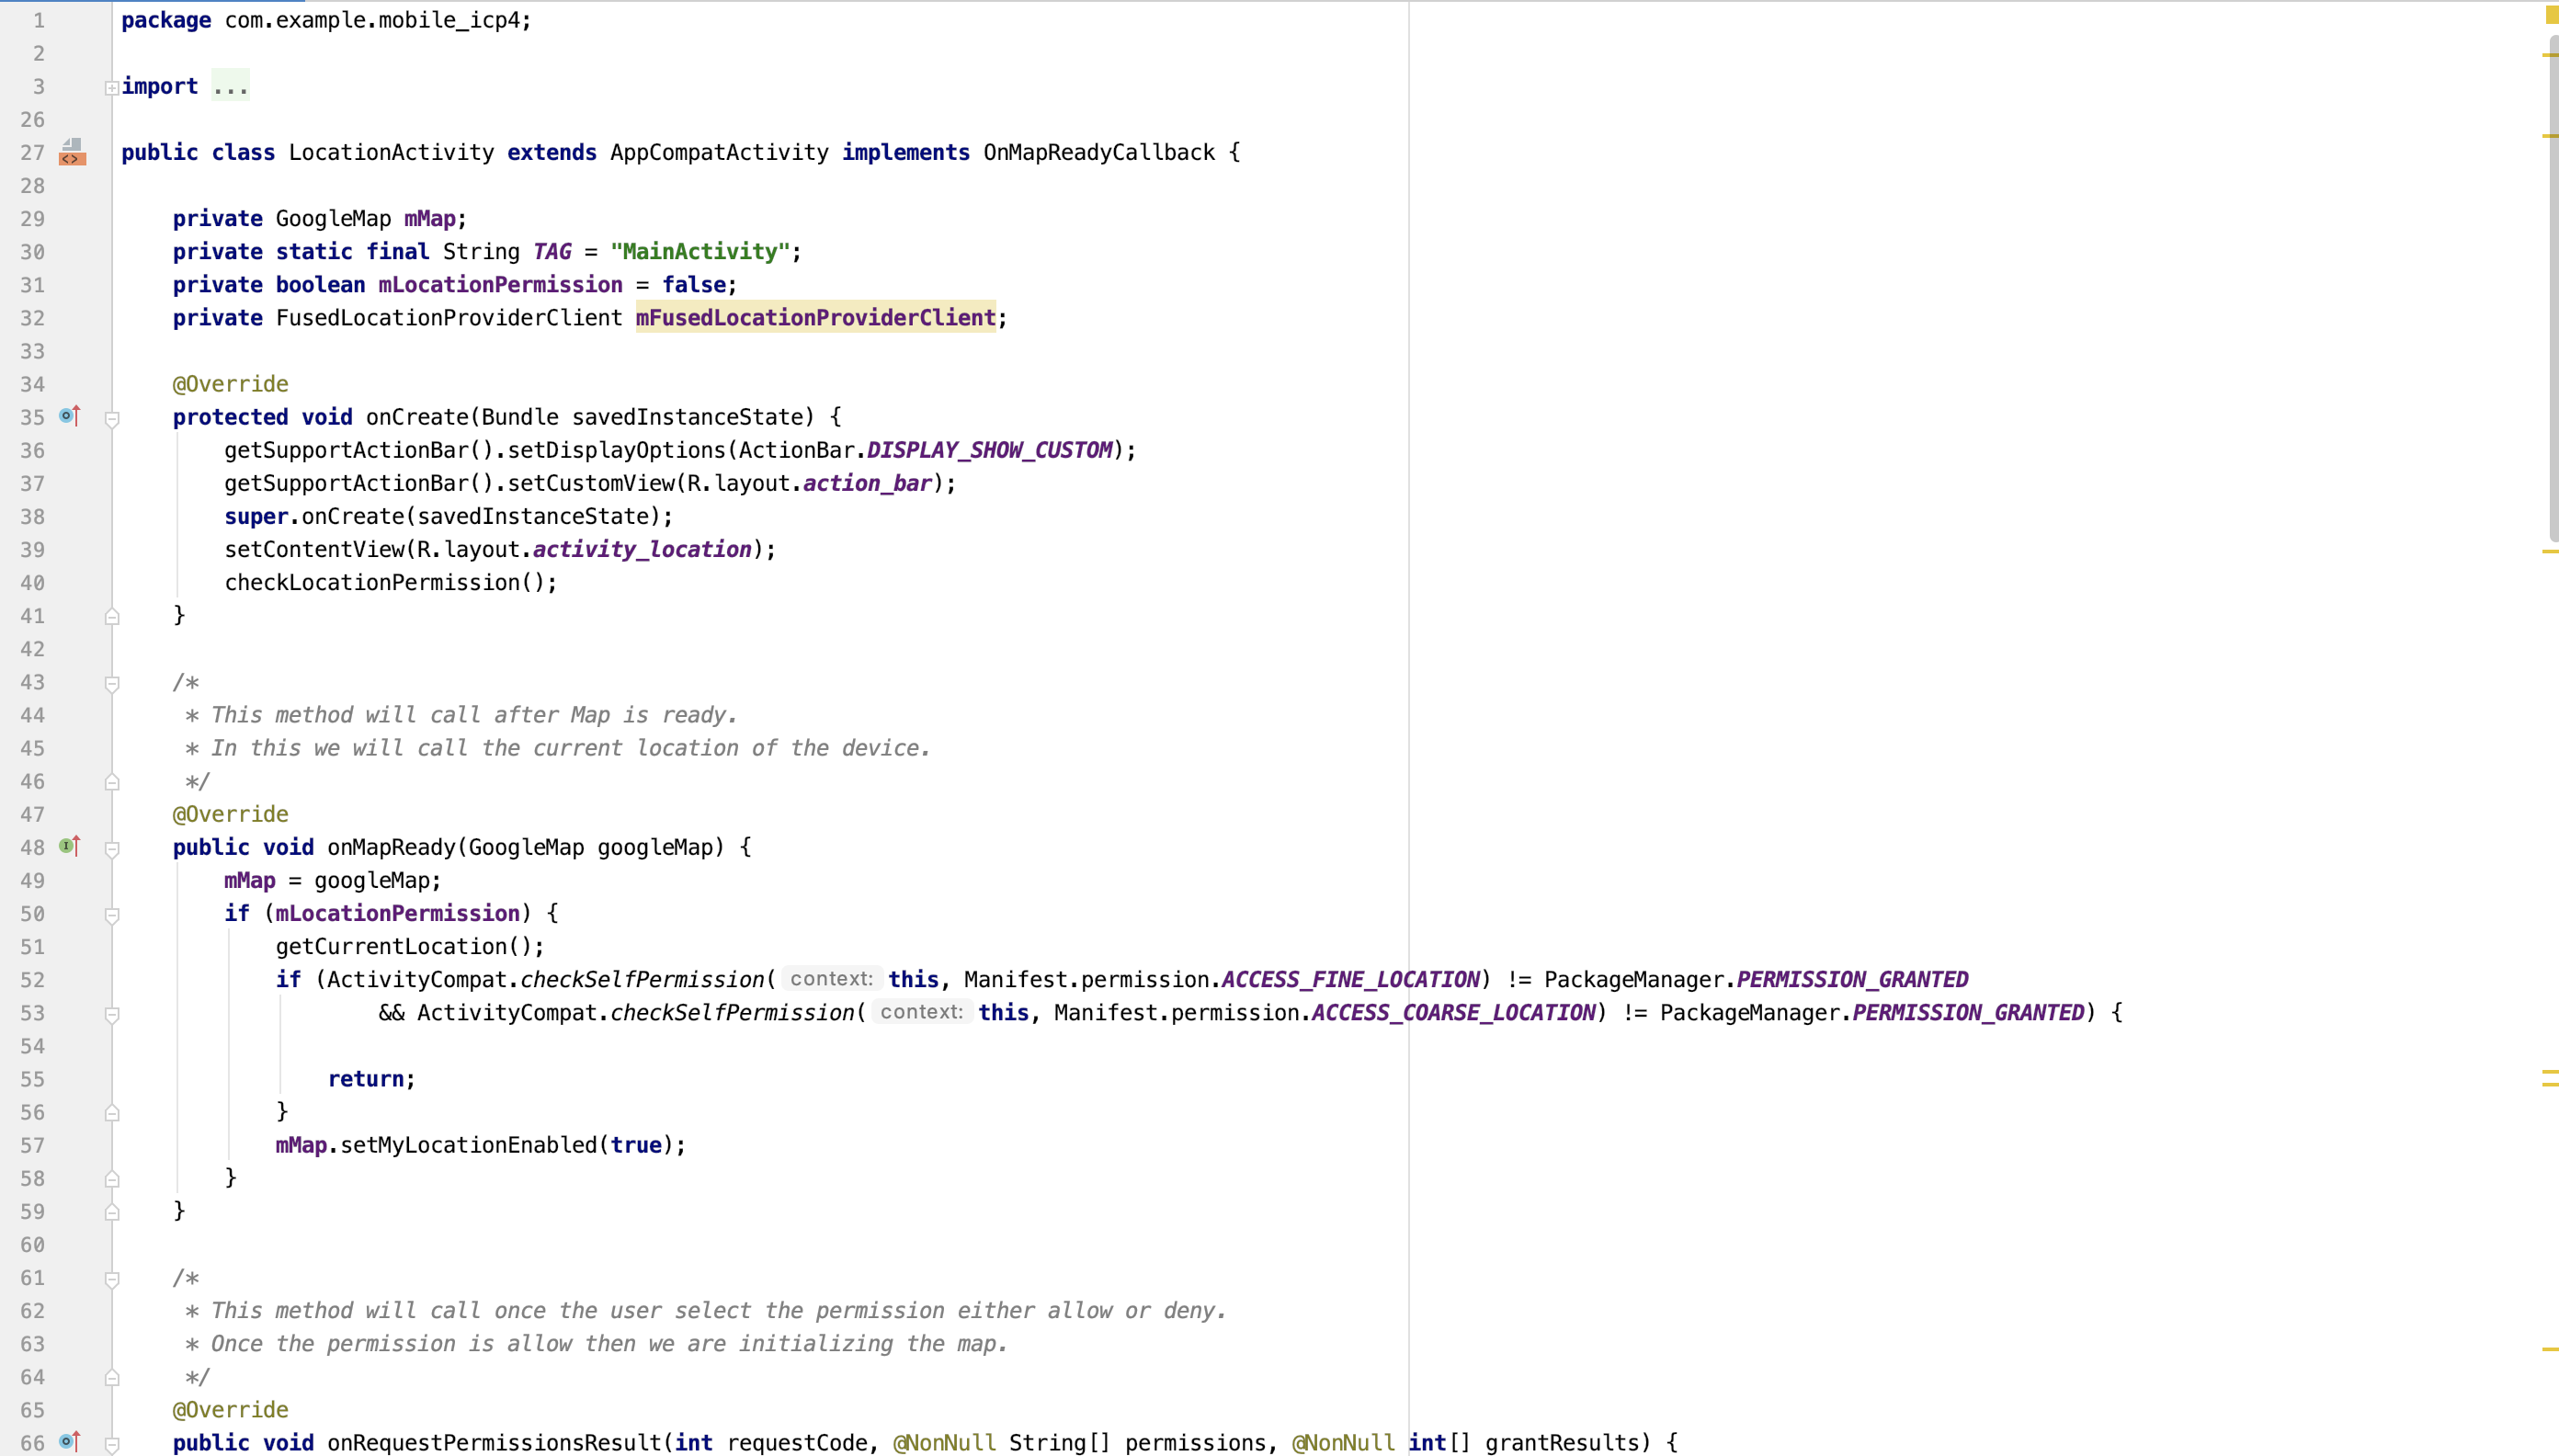 1 package com.example.mobile_icp4;
2
3 import ...
26
27 public class LocationActivity extends AppCompatActivity implements OnMapReadyCallback {
28
29 private GoogleMap mMap;
30 private static final String TAG = "MainActivity";
31 private boolean mLocationPermission = false;
32 private FusedLocationProviderClient mFusedLocationProviderClient;
33
34 @Override
35 protected void onCreate(Bundle savedInstanceState) {
36 getSupportActionBar().setDisplayOptions(ActionBar.DISPLAY_SHOW_CUSTOM);
37 getSupportActionBar().setCustomView(R.layout.action_bar);
38 super.onCreate(savedInstanceState);
39 setContentView(R.layout.activity_location);
40 checkLocationPermission();
41 }
42
43 /*
44 * This method will call after Map is ready.
45 * In this we will call the current location of the device.
46 */
47 @Override
48 public void onMapReady(GoogleMap googleMap) {
49 mMap = googleMap;
50 if (mLocationPermission) {
51 getCurrentLocation();
52 if (ActivityCompat.checkSelfPermission( context: this, Manifest.permission.ACCESS_FINE_LOCATION) != PackageManager.PERMISSION_GRANTED
53 && ActivityCompat.checkSelfPermission( context: this, Manifest.permission.ACCESS_COARSE_LOCATION) != PackageManager.PERMISSION_GRANTED) {
54
55 return;
56 }
57 mMap.setMyLocationEnabled(true);
58 }
59 }
60
61 /*
62 * This method will call once the user select the permission either allow or deny.
63 * Once the permission is allow then we are initializing the map.
64 */
65 @Override
66 public void onRequestPermissionsResult(int requestCode, @NonNull String[] permissions, @NonNull int[] grantResults) {